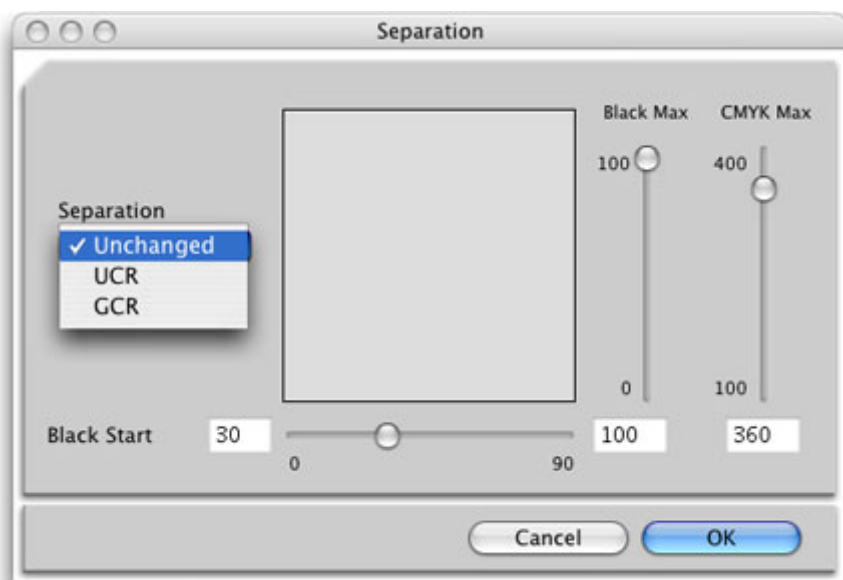 Separation
Black Max CMYK Max
100 400
Separation
✓ Unchanged
UCR
GCR
0 100
Black Start 30 100 360
0 90
Cancel OK